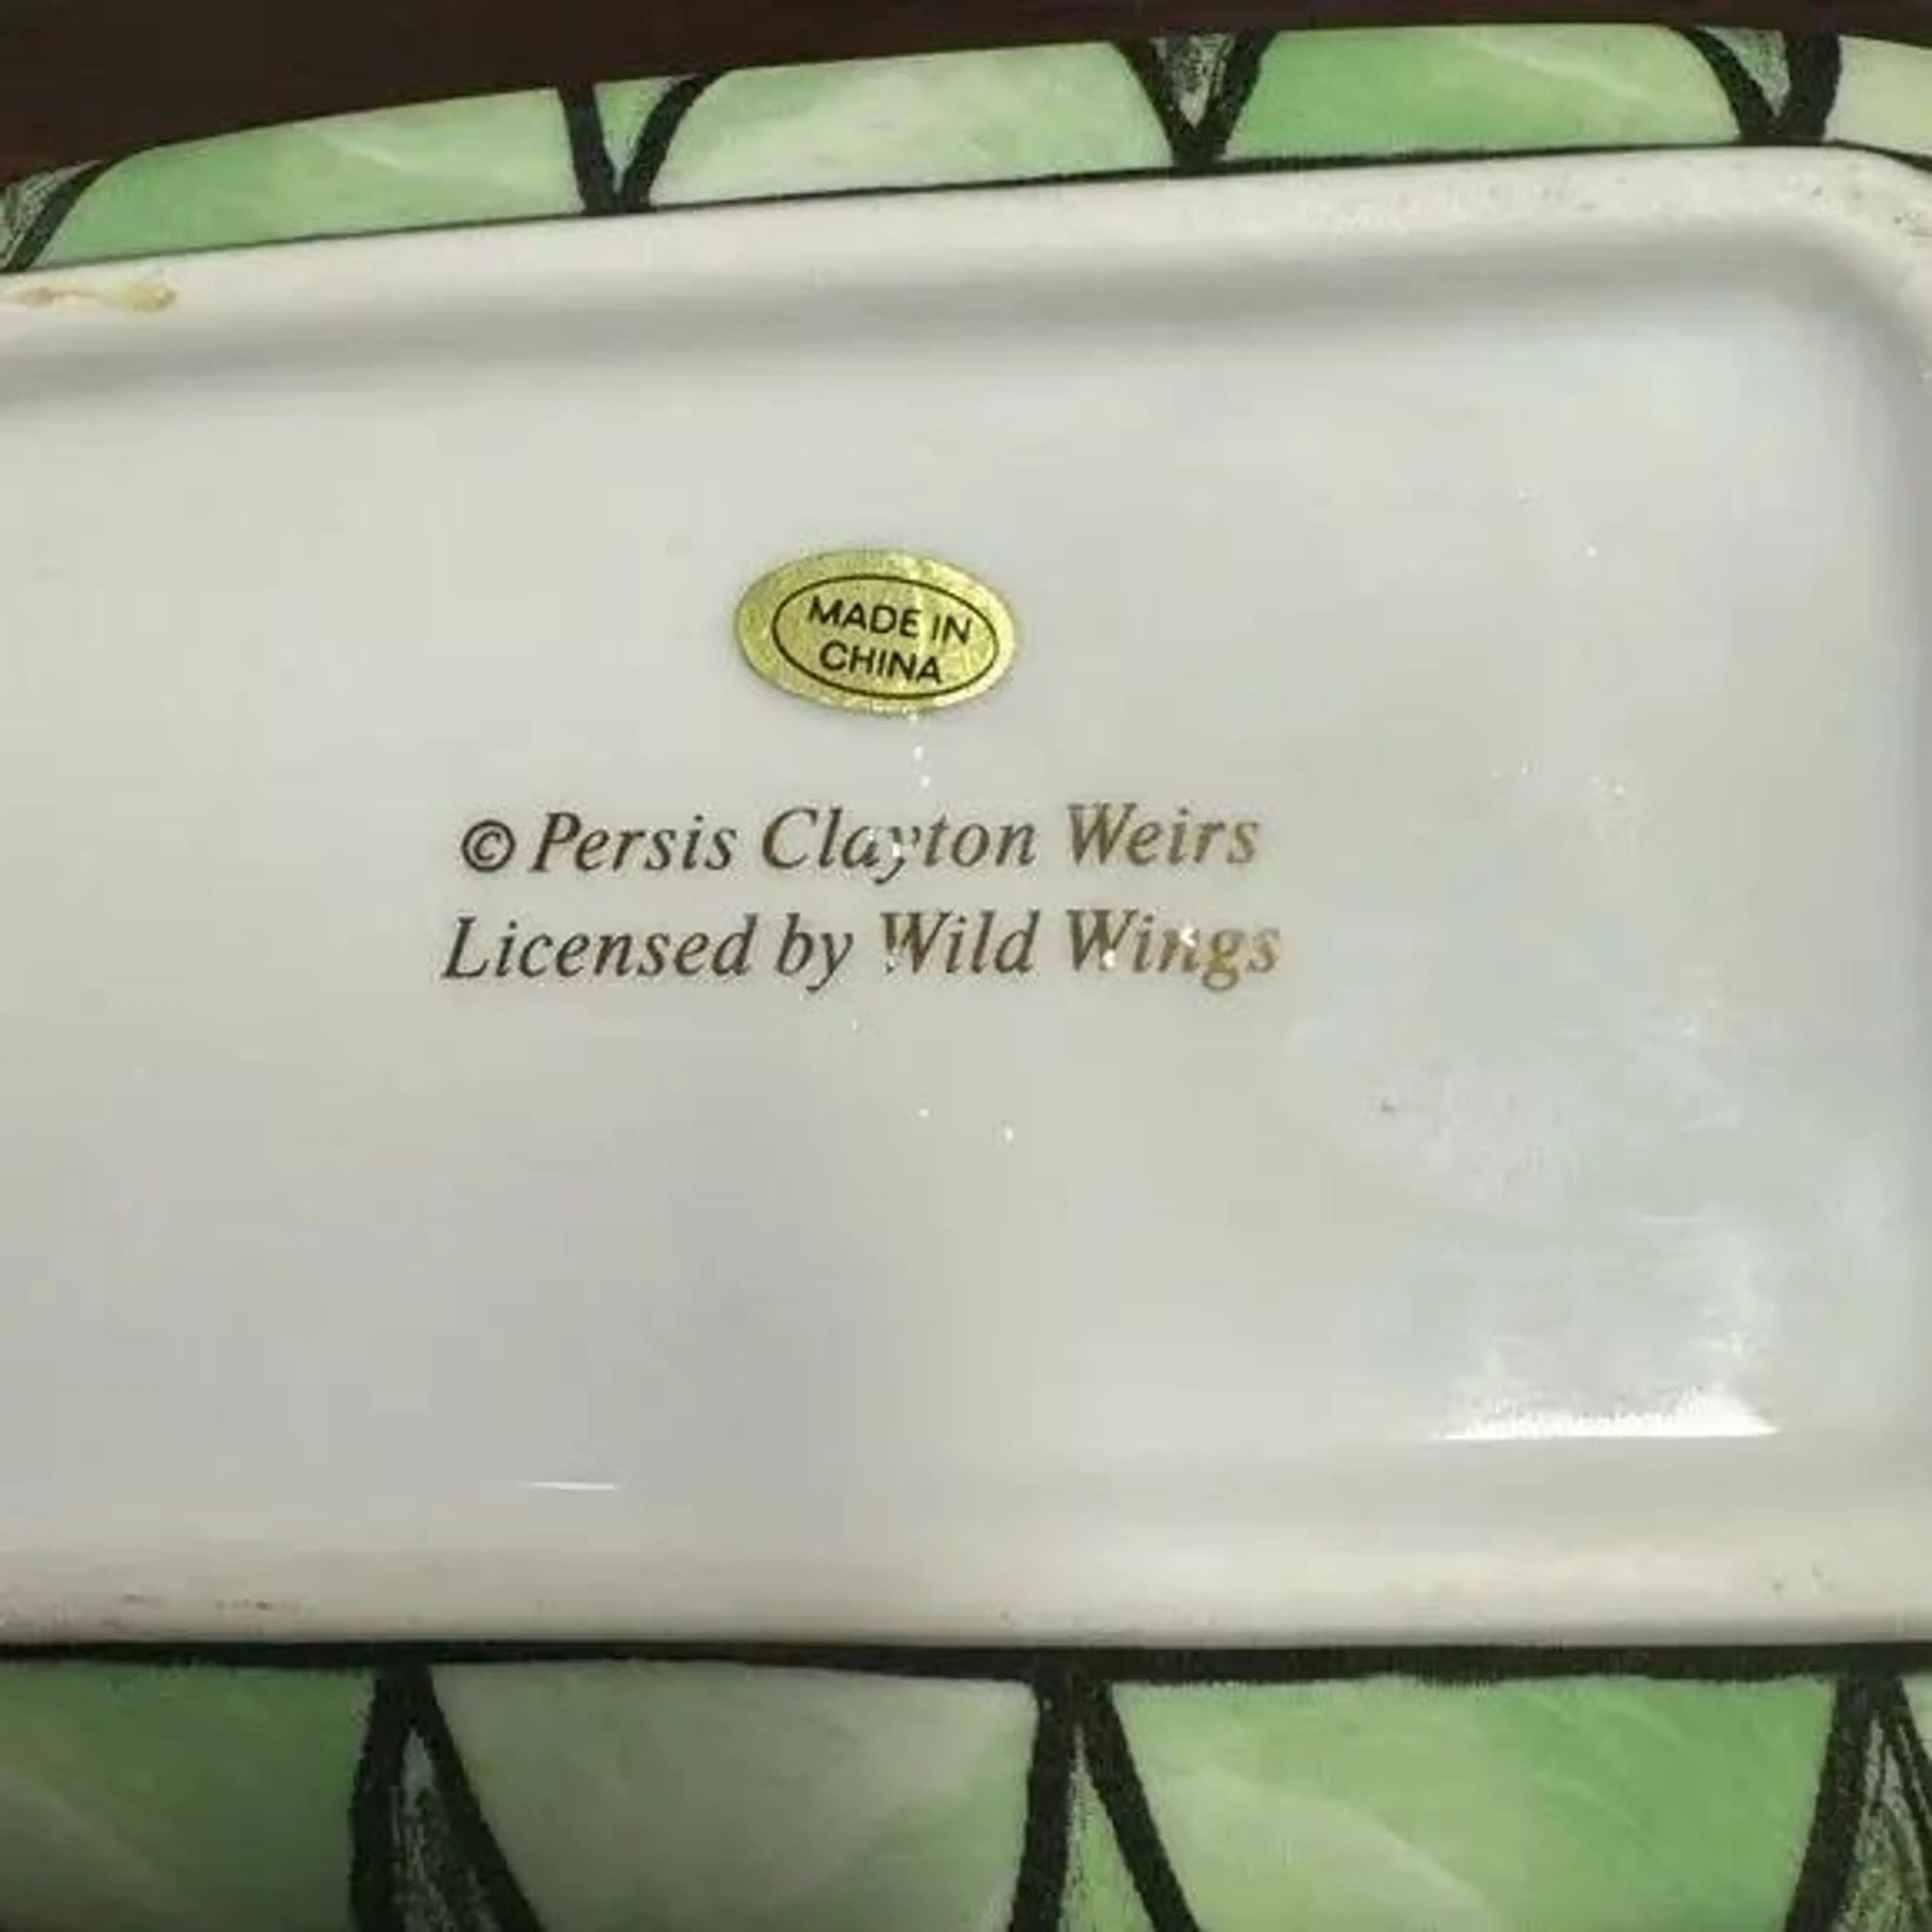 MADE IN
CHINA
© Persis Clayton Weirs
Licensed by Wild Wings